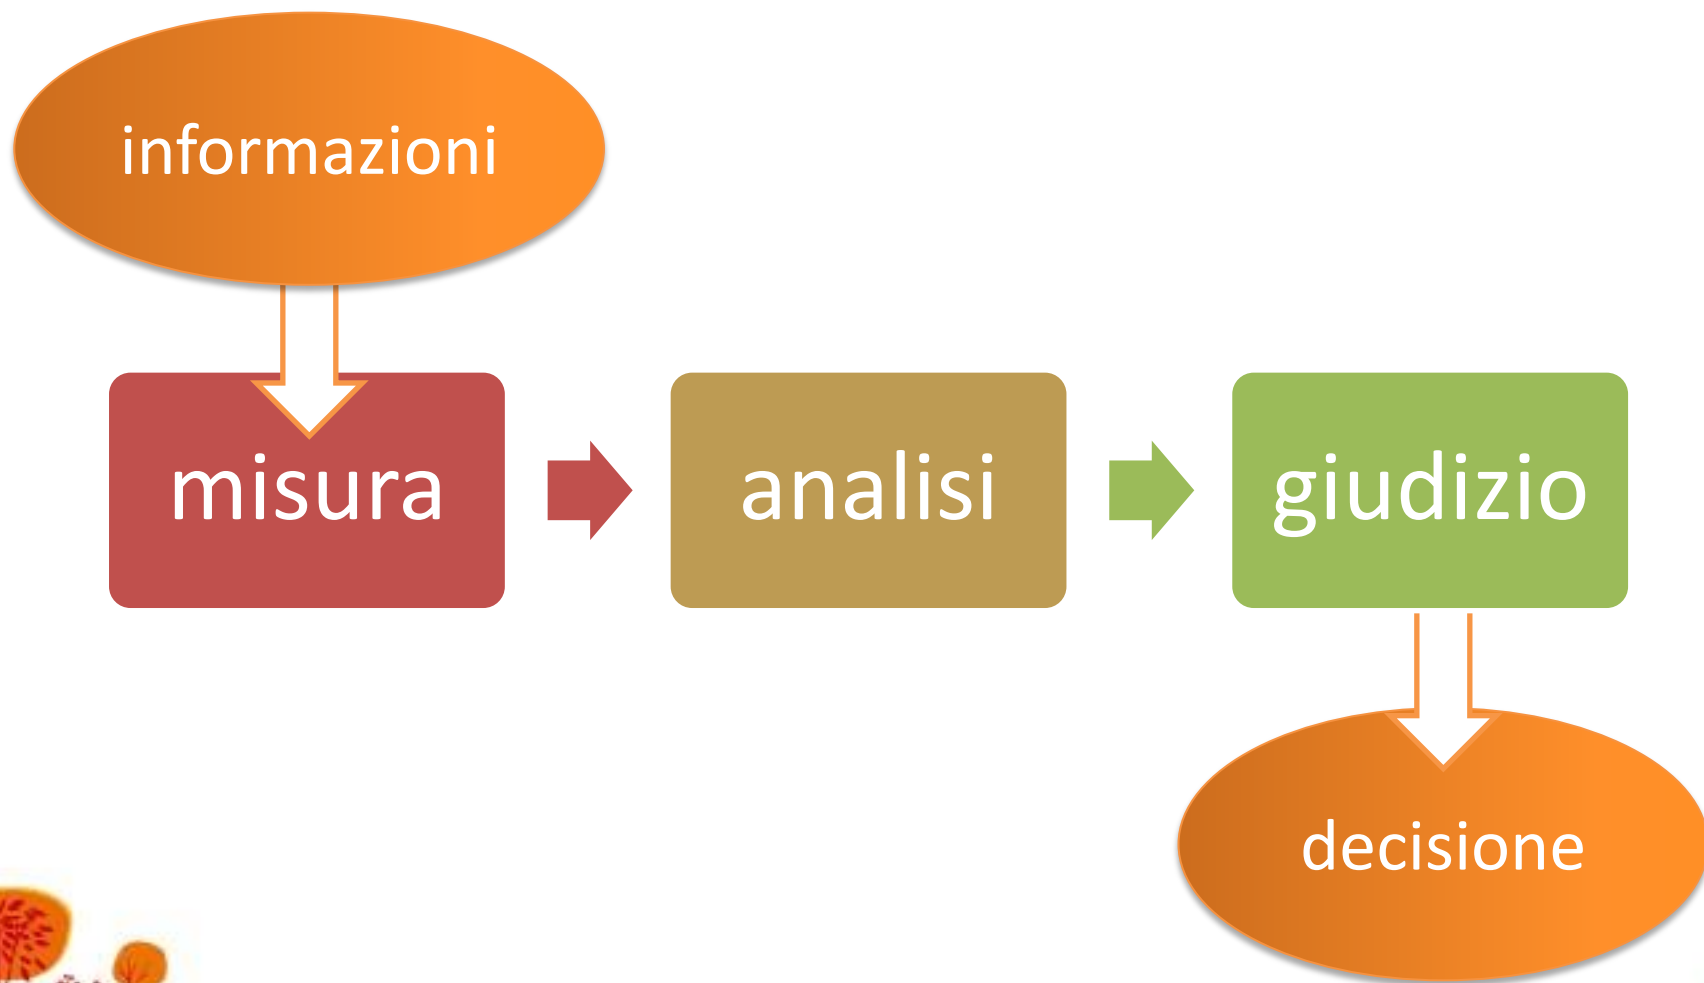 informazioni
misura
analisi
giudizio
decisione